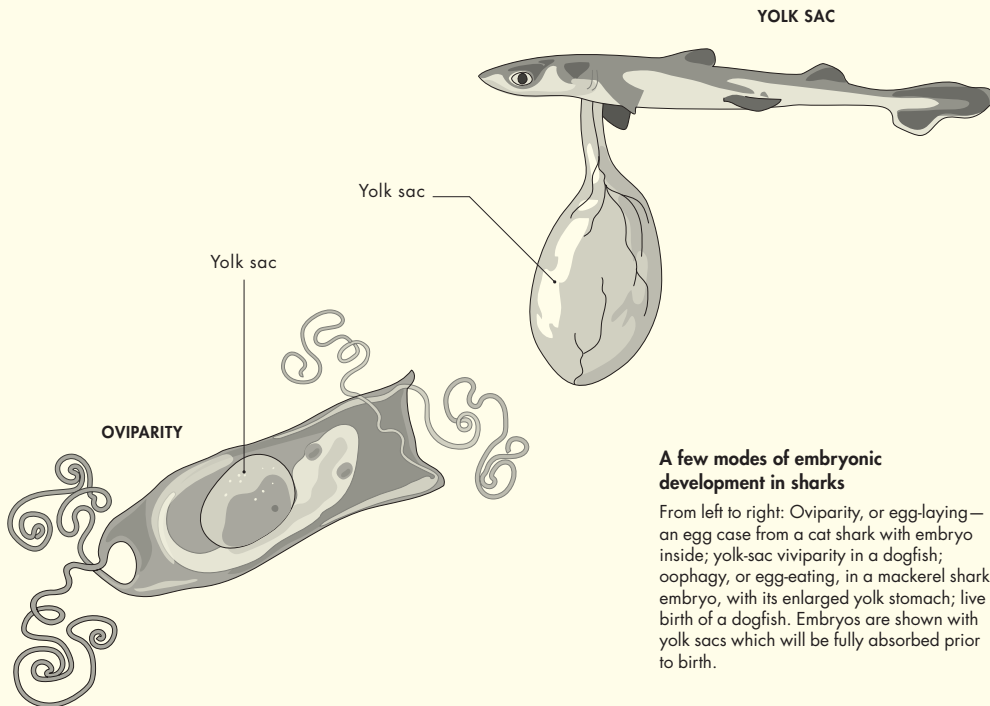 YOLK SAC
Yolk sac
Yolk sac
OVIPARITY
A few modes of embryonic
development in sharks
From left to right: Oviparity, or egg-laying—
an egg case from a cat shark with embryo
inside; yolk-sac viviparity in a dogfish;
oophagy, or egg-eating, in a mackerel shark
embryo, with its enlarged yolk stomach; live
birth of a dogfish. Embryos are shown with
yolk sacs which will be fully absorbed prior
to birth.